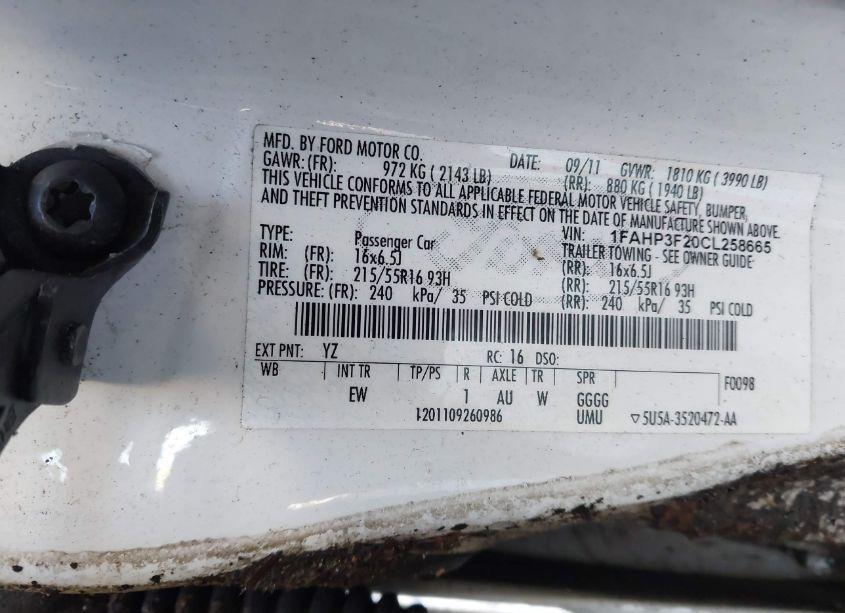 MFD. BY FORD MOTOR CO. DATE: 09/11 GVWR: 1810 KG ( 3990 LB)
GAWR: (FR): 972 KG ( 2143 LB) (RR): 880 KG ( 1940 LB)
THIS VEHICLE CONFORMS TO ALL APPLICABLE FEDERAL MOTOR VEHICLE SAFETY, BUMPER,
AND THEFT PREVENTION STANDARDS IN EFFECT ON THE DATE OF MANUFACTURE SHOWN ABOVE.
VIN: 1FAHP3F20CL258665
TYPE: Passenger Car TRAILER TOWING - SEE OWNER GUIDE
RIM: (FR) 16x6.5J (RR): 16x6.5J
TIRE: (FR): 215/55R16 93H (RR): 215/55R16 93H
PRESSURE: (FR): 240 kPa/ 35 PSI COLD (RR): 240 kPa/ 35 PSI COLD
EXT PNT: YZ RC: 16 DSO:
WB INT TR TP/PS R AXLE TR SPR F0098
EW 1 AU W GGGG
1201109260986 UMU ▽5U5A-3520472-AA